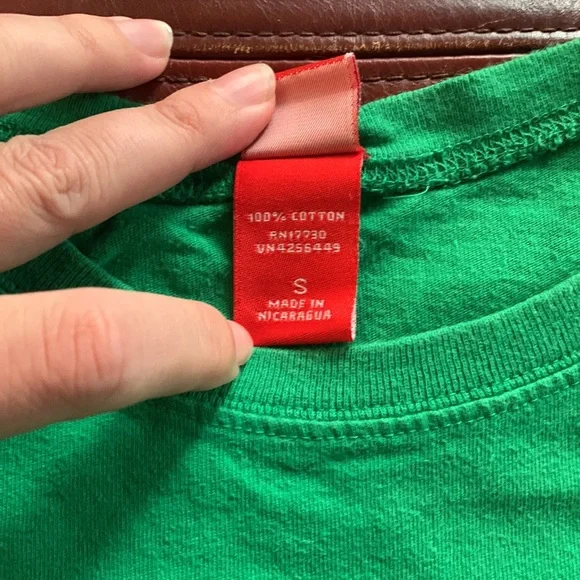 100% COTTON
RN17730
VN4256449
S
MADE IN
NICARAGUA